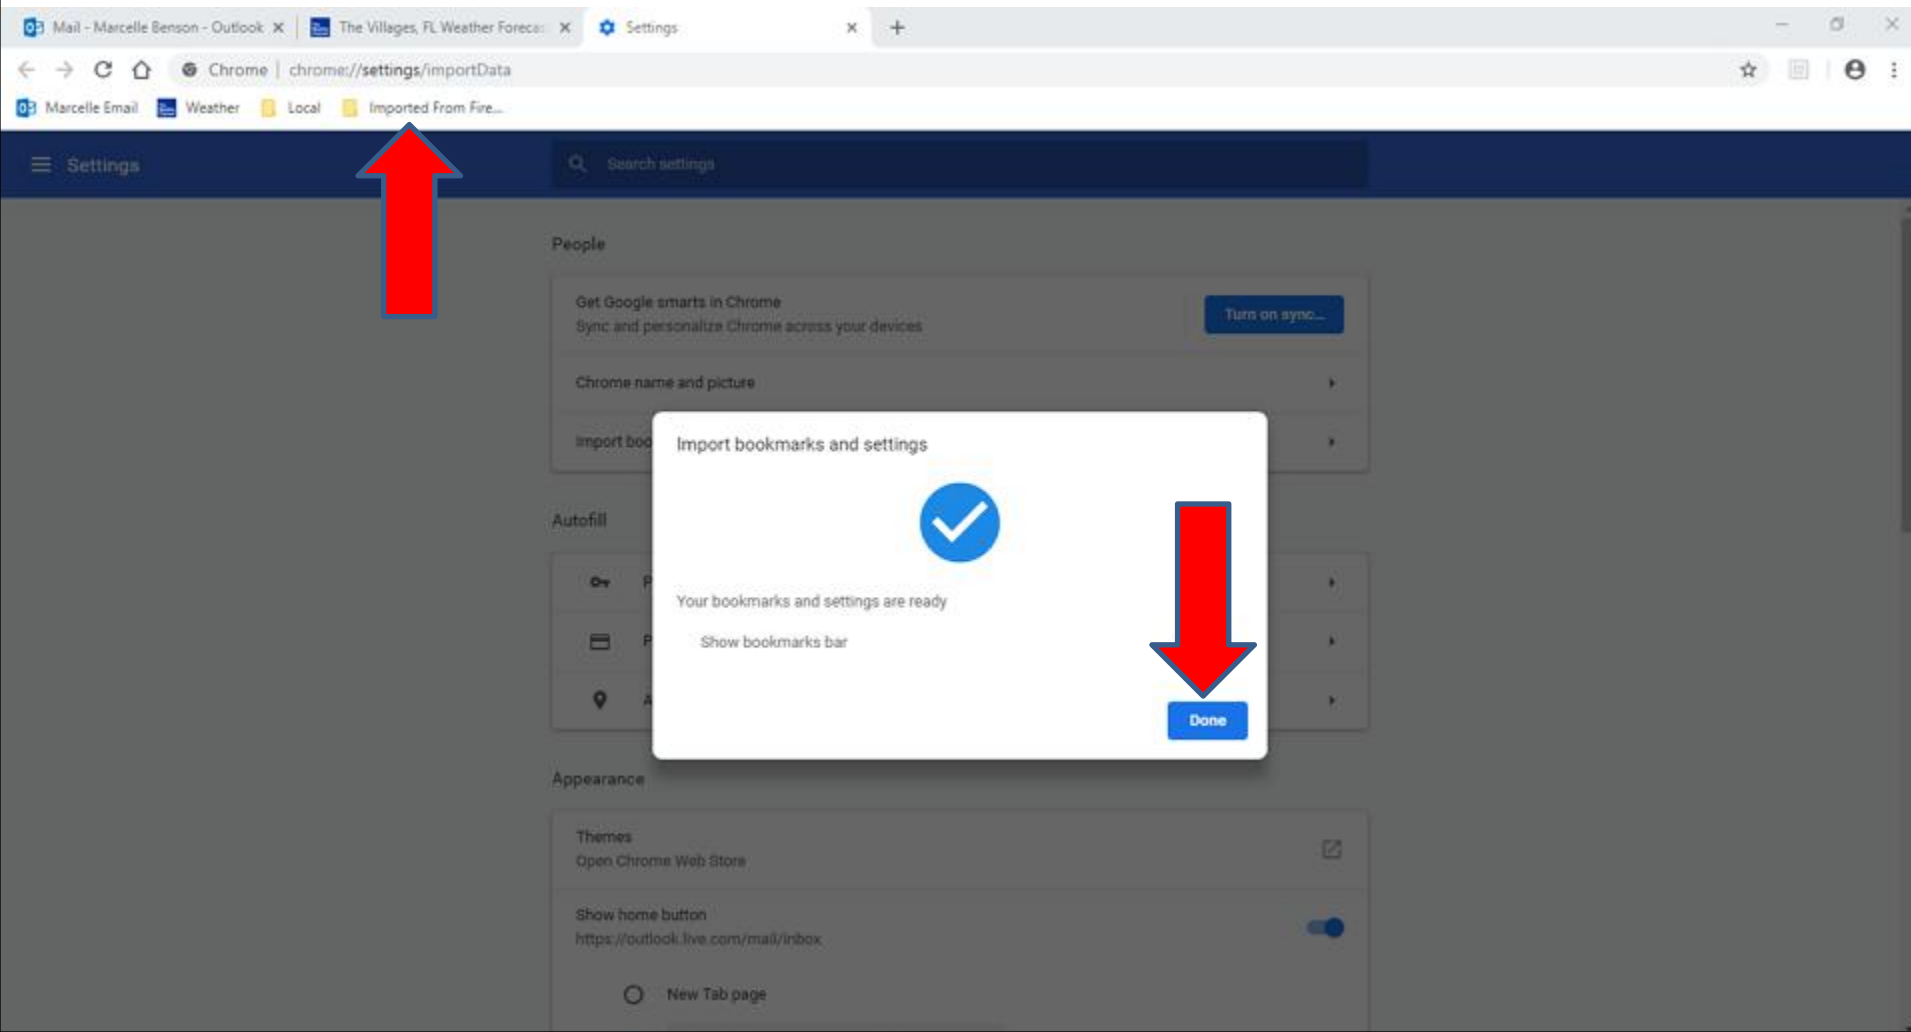 Mail - Marcelle Benson - Outlook
The Villages, FL Weather Foreca
Settings
Chrome | chrome://settings/importData
Marcelle Email
Weather
Local
Imported From Fire...
Settings
Search settings
People
Get Google smarts in Chrome
Sync and personalize Chrome across your devices
Turn on sync...
Chrome name and picture
Import boo
Import bookmarks and settings
Autofill
P
Your bookmarks and settings are ready
P
Show bookmarks bar
A
Done
Appearance
Themes
Open Chrome Web Store
Show home button
https://outlook.live.com/mail/inbox
New Tab page